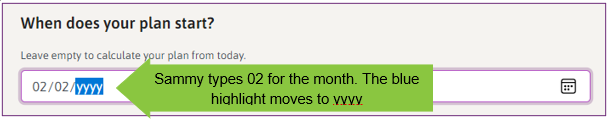 When does your plan start?
Leave empty to calculate your plan from today.
02/02/yyyy
Sammy types 02 for the month. The blue
highlight moves to yyyy